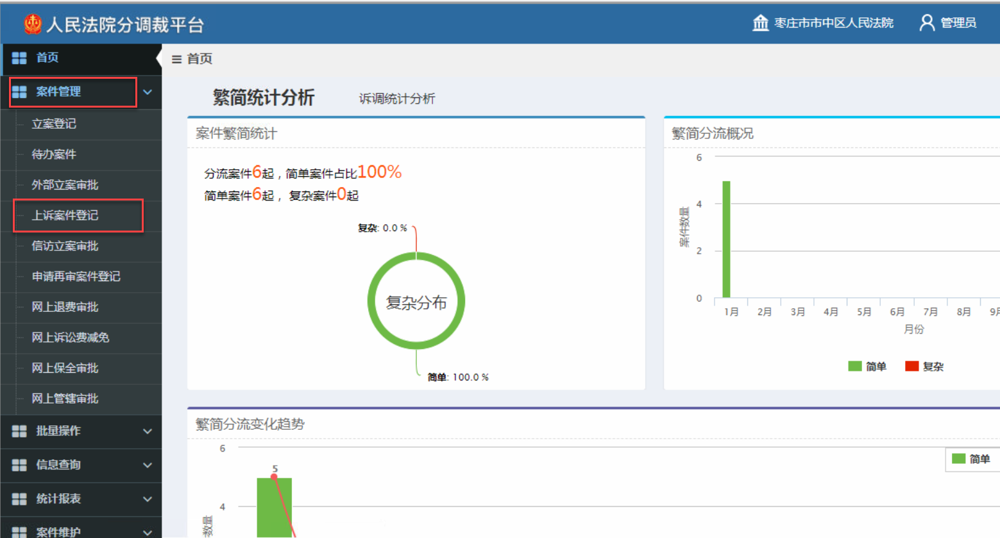 人民法院分调裁平台
枣庄市市中区人民法院
管理员
首页
案件管理
立案登记
待办案件
外部立案审批
上诉案件登记
信访立案审批
申请再审案件登记
网上退费审批
网上诉讼费减免
网上保全审批
网上管辖审批
批量操作
信息查询
统计报表
案件维护
首页
繁简统计分析
诉调统计分析
案件繁简统计
分流案件6起，简单案件占比100%
简单案件6起， 复杂案件0起
复杂: 0.0 %
复杂分布
简单: 100.0 %
繁简分流概况
6
4
2
0
案件数量
1月 2月 3月 4月 5月 6月 7月 8月 9月
月份
简单 复杂
繁简分流变化趋势
6
5
4
数量
简单